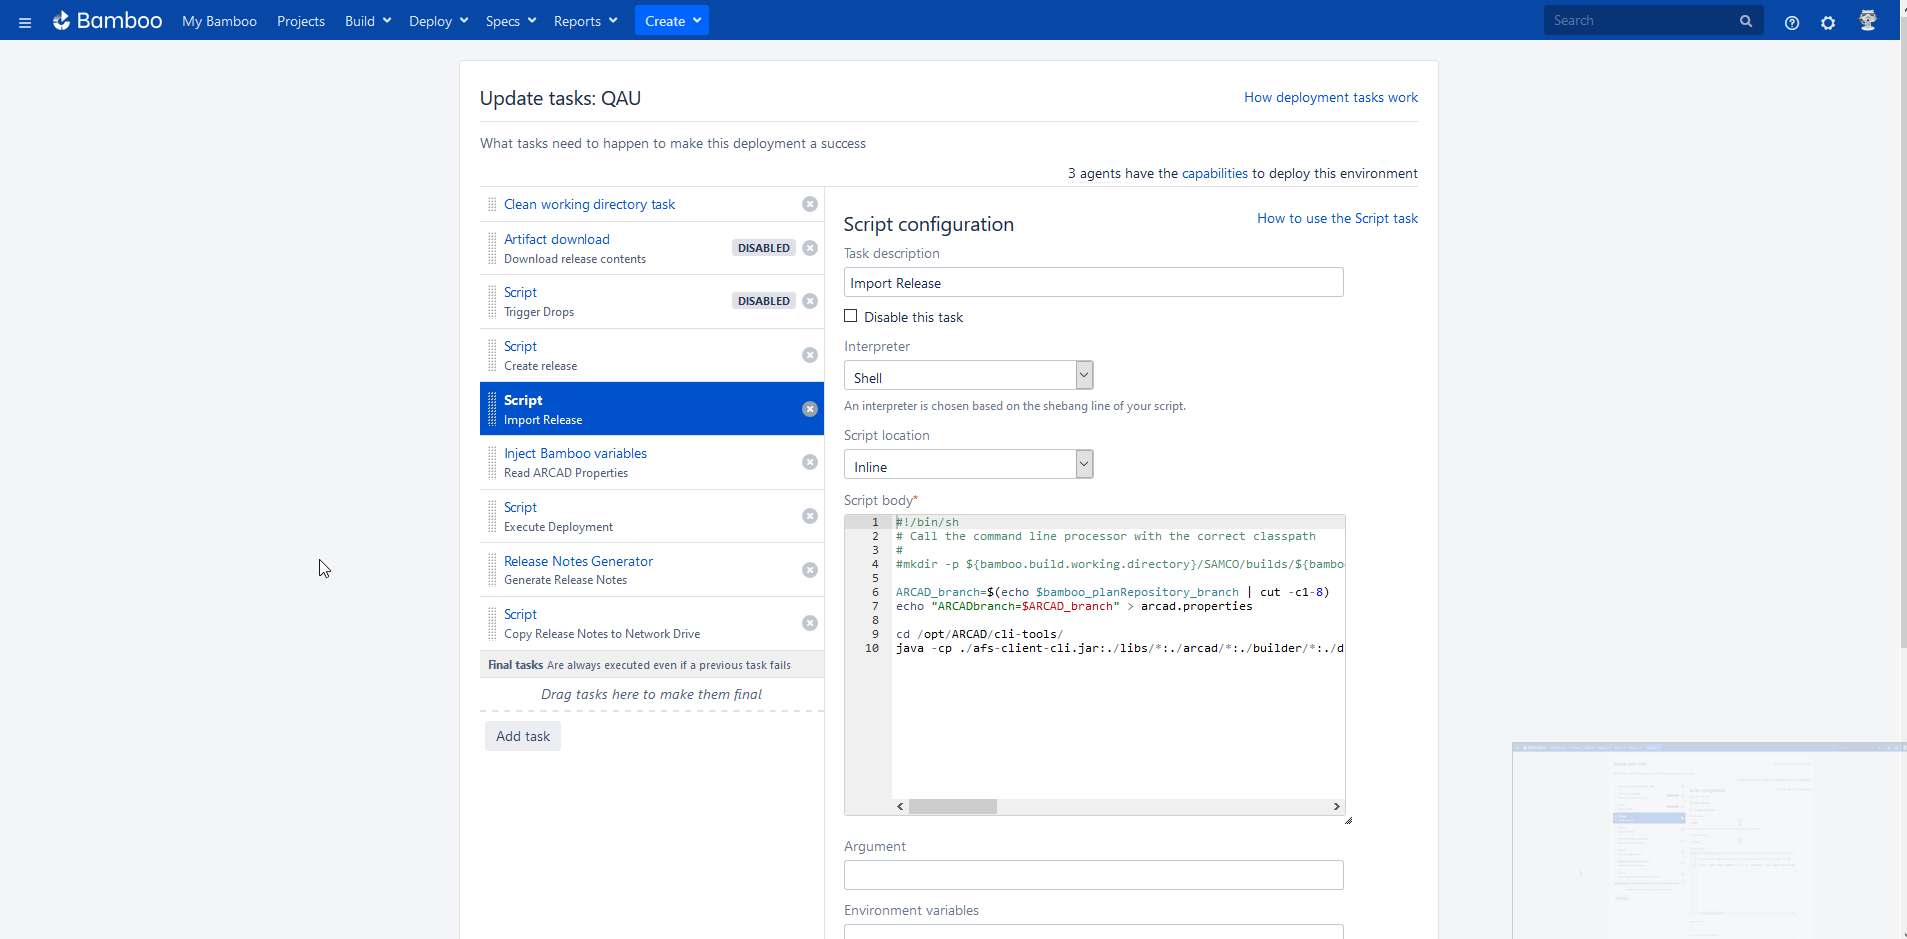 Bamboo My Bamboo Projects Build Deploy Specs Reports Create Search
Update tasks: QAU
How deployment tasks work
What tasks need to happen to make this deployment a success
3 agents have the capabilities to deploy this environment
Clean working directory task
Artifact download
Download release contents
DISABLED
Script
Trigger Drops
DISABLED
Script
Create release
Script
Import Release
Inject Bamboo variables
Read ARCAD Properties
Script
Execute Deployment
Release Notes Generator
Generate Release Notes
Script
Copy Release Notes to Network Drive
Final tasks Are always executed even if a previous task fails
Drag tasks here to make them final
Add task
Script configuration
How to use the Script task
Task description
Import Release
Disable this task
Interpreter
Shell
An interpreter is chosen based on the shebang line of your script.
Script location
Inline
Script body*
1 #!/bin/sh
2 # Call the command line processor with the correct classpath
3 #
4 #mkdir -p ${bamboo.build.working.directory}/SAMCO/builds/${bambo
5
6 ARCAD_branch=$(echo $bamboo_planRepository_branch | cut -c1-8)
7 echo "ARCADbranch=$ARCAD_branch" > arcad.properties
8
9 cd /opt/ARCAD/cli-tools/
10 java -cp ./afs-client-cli.jar:./libs/*:./arcad/*:./builder/*:./d
Argument
Environment variables